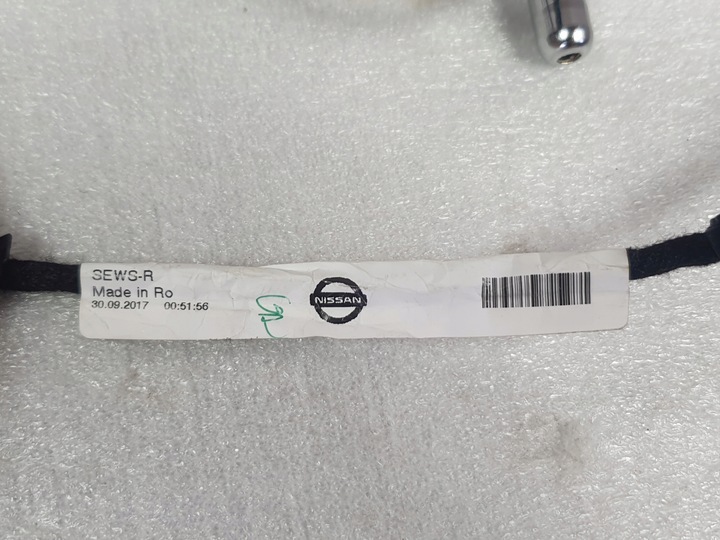 SEWS-R
Made in Ro
30.09.2017 00:51:56
NISSAN